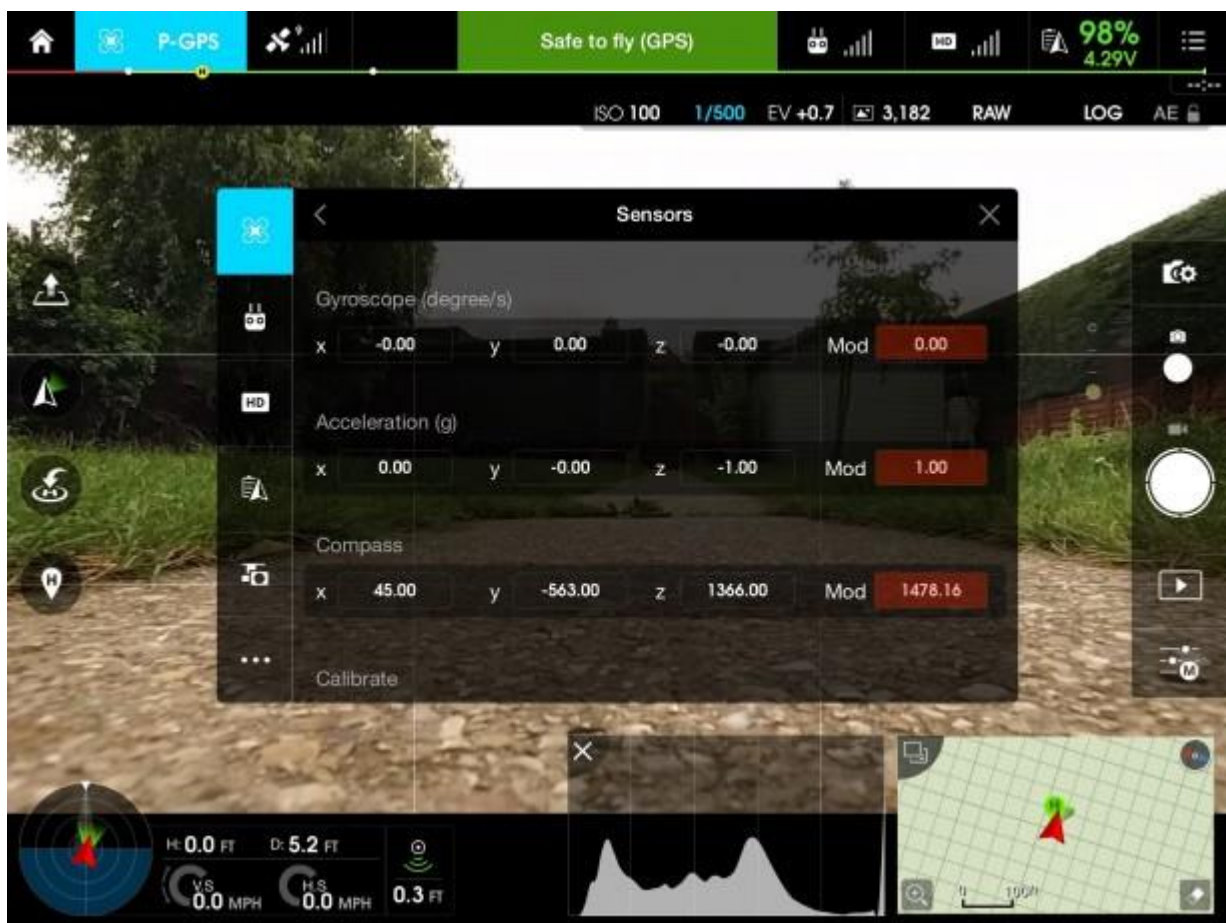 P-GPS Safe to fly (GPS) HD 98%
4.29V
H
--:--
ISO 100 1/500 EV +0.7 3,182 RAW LOG AE
Sensors
Gyroscope (degree/s)
x -0.00 y 0.00 z -0.00 Mod 0.00
HD
Acceleration (g)
x 0.00 y -0.00 z -1.00 Mod 1.00
H
Compass
H
x 45.00 y -563.00 z 1366.00 Mod 1478.16
Calibrate
M
H
H: 0.0 FT D: 5.2 FT
V.S 0.0 MPH H.S 0.0 MPH 0.3 FT
0 100ft